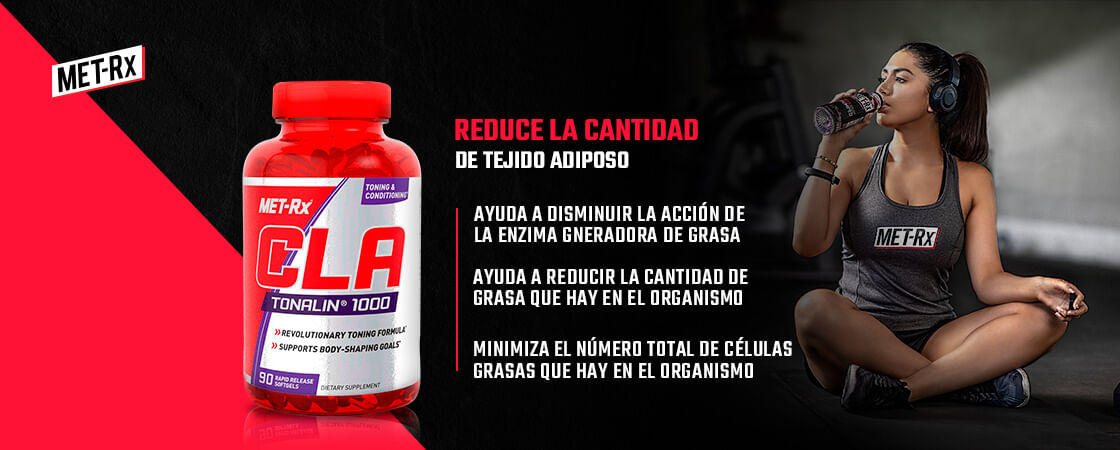 MET-Rx
REDUCE LA CANTIDAD
DE TEJIDO ADIPOSO
AYUDA A DISMINUIR LA ACCIÓN DE
LA ENZIMA GNERADORA DE GRASA
AYUDA A REDUCIR LA CANTIDAD DE
GRASA QUE HAY EN EL ORGANISMO
MINIMIZA EL NÚMERO TOTAL DE CÉLULAS
GRASAS QUE HAY EN EL ORGANISMO
TONING &
CONDITIONING*
MET-Rx
CLA
TONALIN® 1000
»REVOLUTIONARY TONING FORMULA*
»SUPPORTS BODY-SHAPING GOALS*
90 RAPID RELEASE
SOFTGELS
DIETARY SUPPLEMENT
MET-Rx